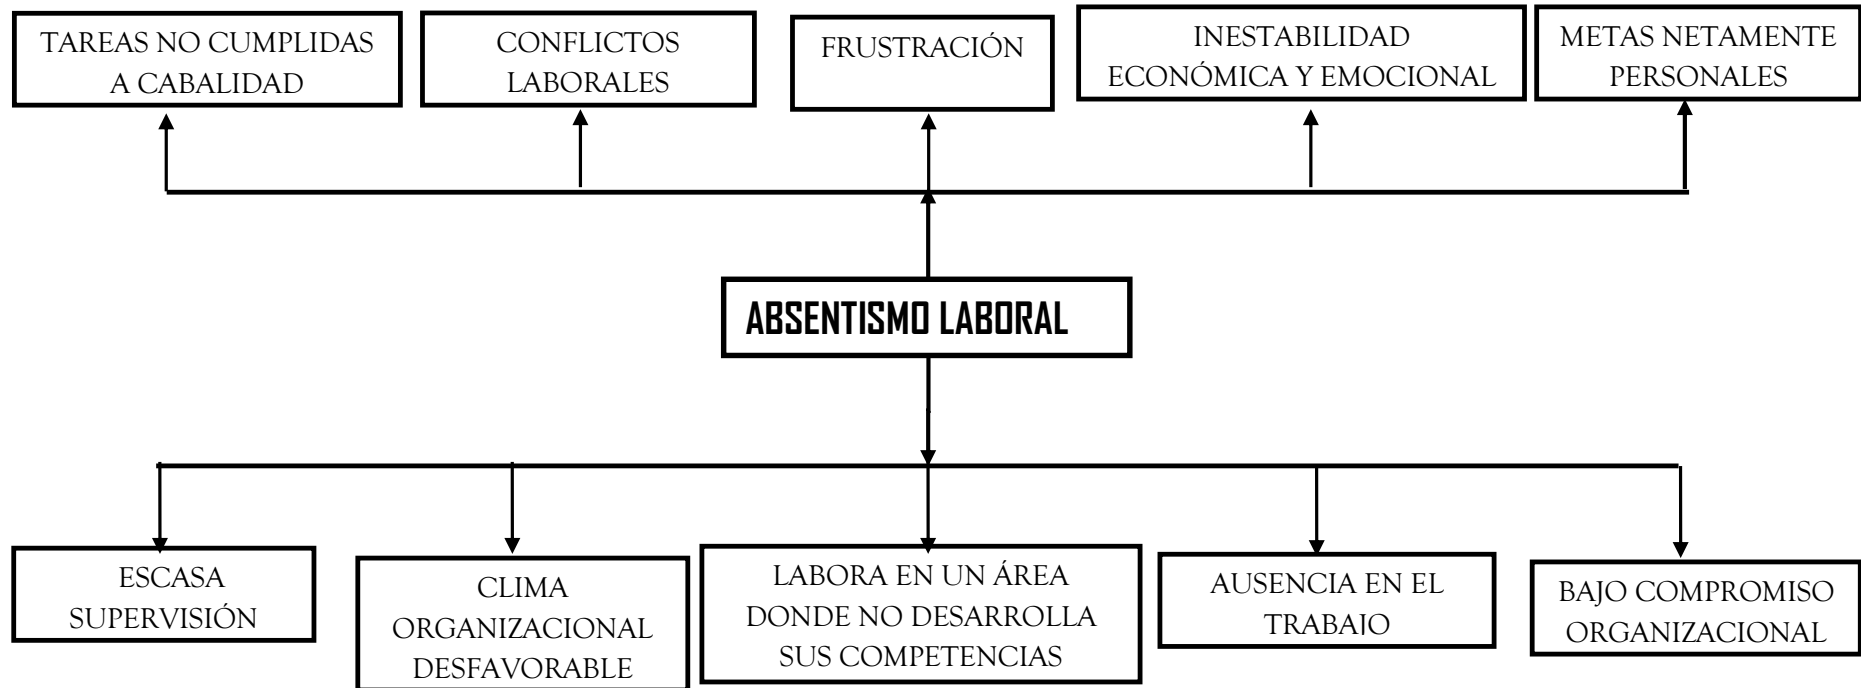 TAREAS NO CUMPLIDAS
A CABALIDAD
CONFLICTOS
LABORALES
FRUSTRACIÓN
INESTABILIDAD
ECONÓMICA Y EMOCIONAL
METAS NETAMENTE
PERSONALES
ABSENTISMO LABORAL
ESCASA
SUPERVISIÓN
CLIMA
ORGANIZACIONAL
DESFAVORABLE
LABORA EN UN ÁREA
DONDE NO DESARROLLA
SUS COMPETENCIAS
AUSENCIA EN EL
TRABAJO
BAJO COMPROMISO
ORGANIZACIONAL